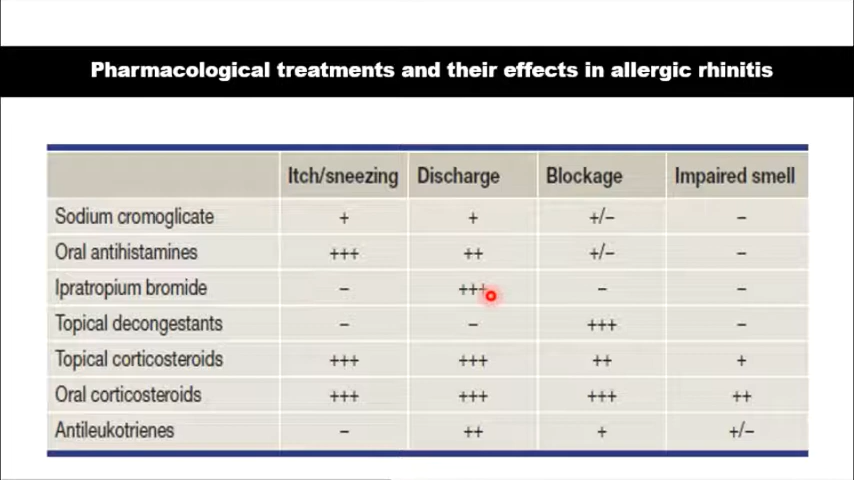 Pharmacological treatments and their effects in allergic rhinitis
Itch/sneezing Discharge Blockage Impaired smell
Sodium cromoglicate + + +/– –
Oral antihistamines +++ ++ +/– –
Ipratropium bromide – +++ – –
Topical decongestants – – +++ –
Topical corticosteroids +++ +++ ++ +
Oral corticosteroids +++ +++ +++ ++
Antileukotrienes – ++ + +/–